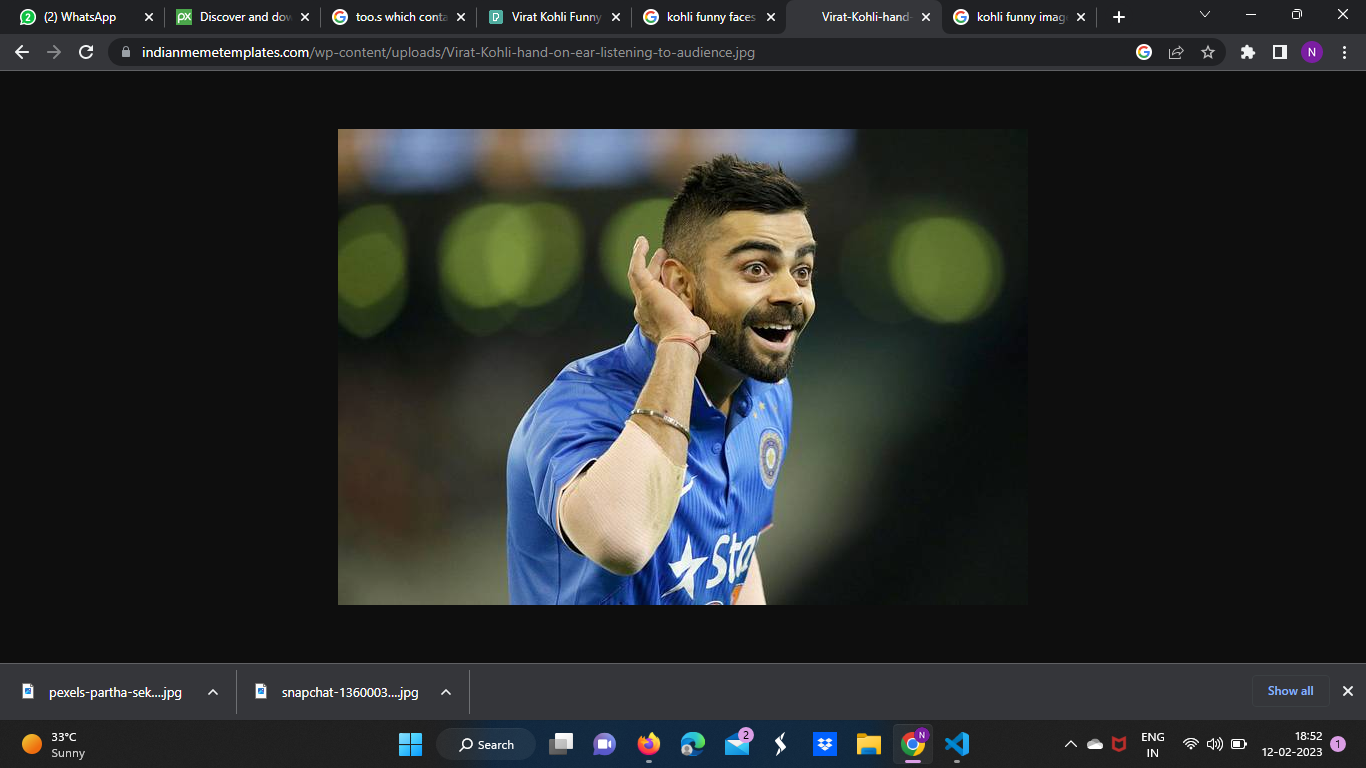 (2) WhatsApp
Discover and dow
too.s which conta
Virat Kohli Funny
kohli funny faces
Virat-Kohli-hand-
kohli funny imag
indianmemetemplates.com/wp-content/uploads/Virat-Kohli-hand-on-ear-listening-to-audience.jpg
N
Star
pexels-partha-sek....jpg
snapchat-1360003....jpg
Show all
33°C
Sunny
Search
2
N
ENG
IN
18:52
12-02-2023
1